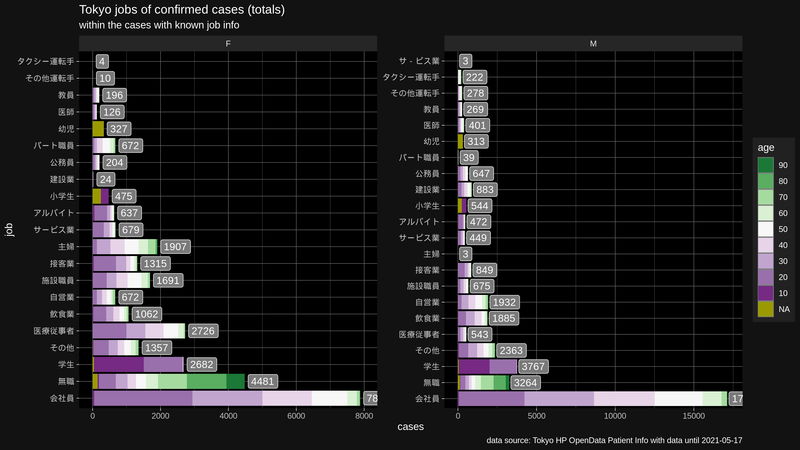 Tokyo jobs of confirmed cases (totals)
within the cases with known job info
F
M
job
タクシー運転手 4
その他運転手 10
教員 196
医師 126
幼児 327
パート職員 672
公務員 204
建設業 24
小学生 475
アルバイト 637
サービス業 679
主婦 1907
接客業 1315
施設職員 1691
自営業 672
飲食業 1062
医療従事者 2726
その他 1357
学生 2682
無職 4481
会社員 78
0 2000 4000 6000 8000
サ - ビス業 3
タクシー運転手 222
その他運転手 278
教員 269
医師 401
幼児 313
パート職員 39
公務員 647
建設業 883
小学生 544
アルバイト 472
サービス業 449
主婦 3
接客業 849
施設職員 675
自営業 1932
飲食業 1885
医療従事者 543
その他 2363
学生 3767
無職 3264
会社員 17
0 5000 10000 15000
cases
age
90
80
70
60
50
40
30
20
10
NA
data source: Tokyo HP OpenData Patient Info with data until 2021-05-17